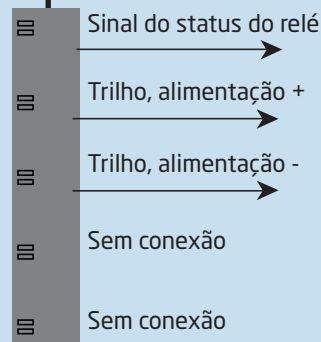 Sinal do status do relé
Trilho, alimentação +
Trilho, alimentação -
Sem conexão
Sem conexão